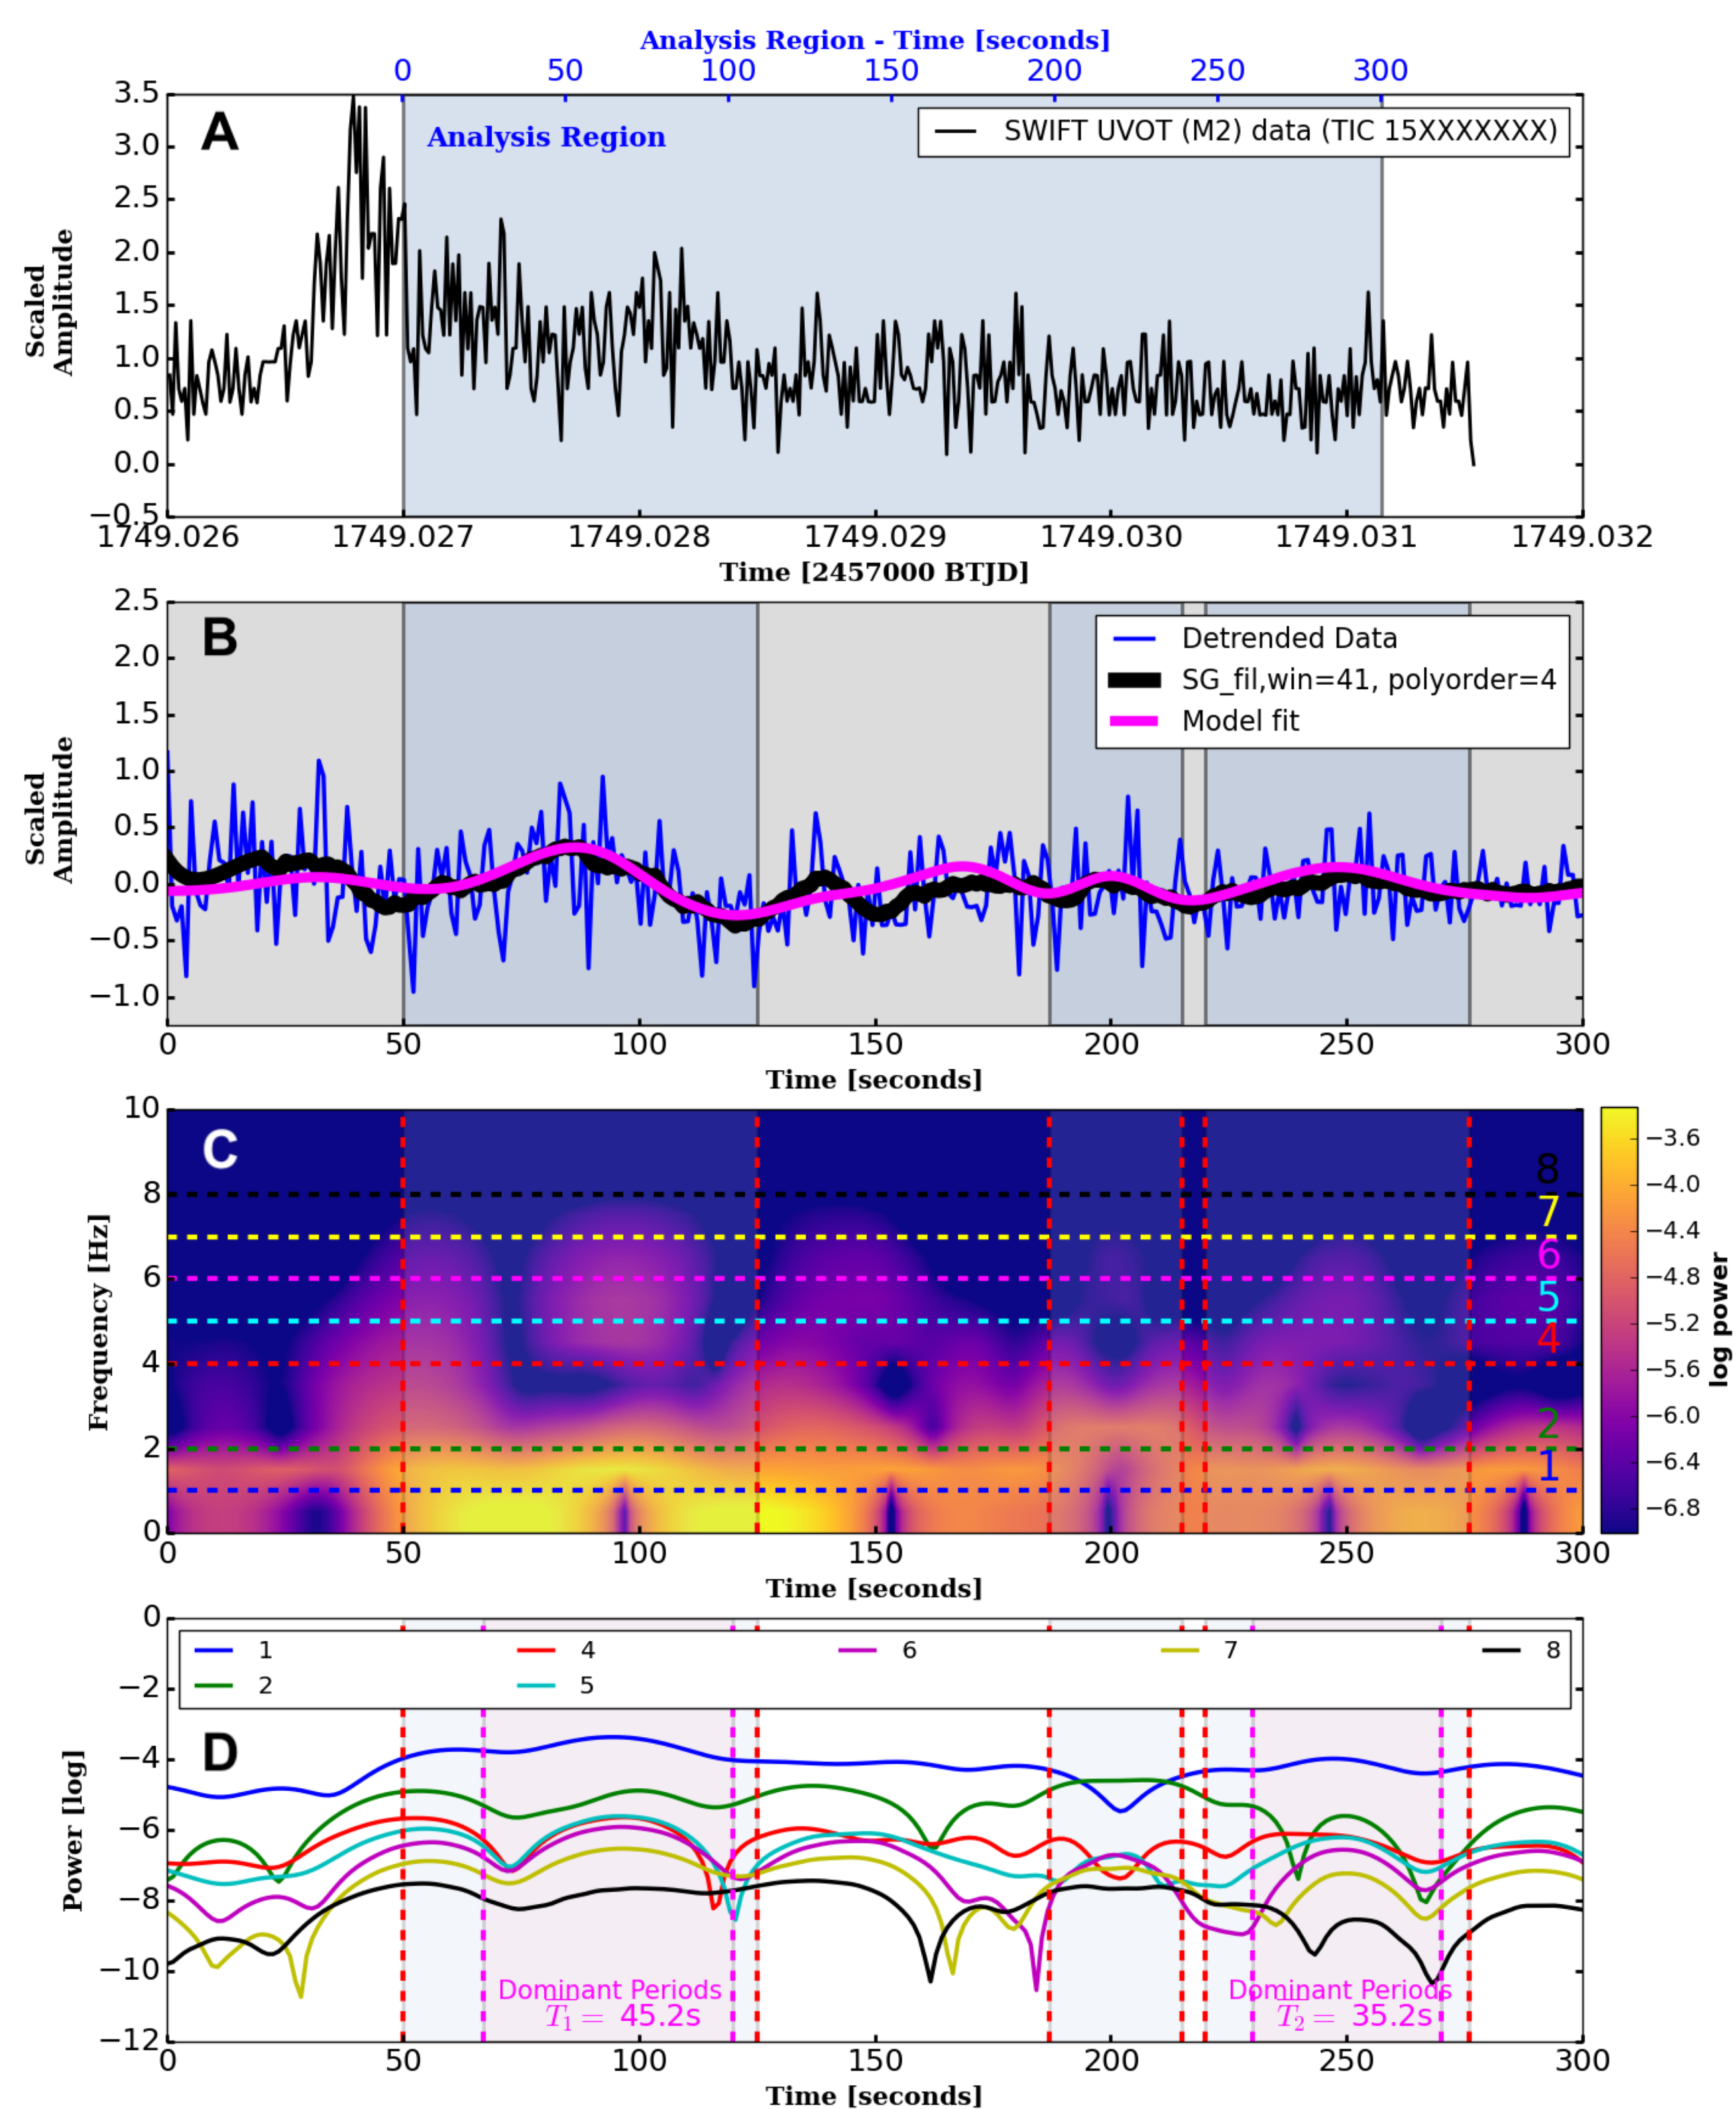 Analysis Region - Time [seconds]
0 50 100 150 200 250 300
A
Analysis Region
SWIFT UVOT (M2) data (TIC 15XXXXXXX)
Scaled
Amplitude
3.5
3.0
2.5
2.0
1.5
1.0
0.5
0.0
−0.5
1749.026 1749.027 1749.028 1749.029 1749.030 1749.031 1749.032
Time [2457000 BTJD]
B
Detrended Data
SG_fil,win=41, polyorder=4
Model fit
Scaled
Amplitude
2.5
2.0
1.5
1.0
0.5
0.0
−0.5
−1.0
0 50 100 150 200 250 300
Time [seconds]
C
Frequency [Hz]
10
8
6
4
2
0
8
7
6
5
4
2
1
−3.6
−4.0
−4.4
−4.8
−5.2
−5.6
−6.0
−6.4
−6.8
log power
0 50 100 150 200 250 300
Time [seconds]
1 4 6 7 8
2 5
D
Power [log]
0
−2
−4
−6
−8
−10
−12
Dominant Periods
T̅₁ = 45.2s
Dominant Periods
T̅₂ = 35.2s
0 50 100 150 200 250 300
Time [seconds]